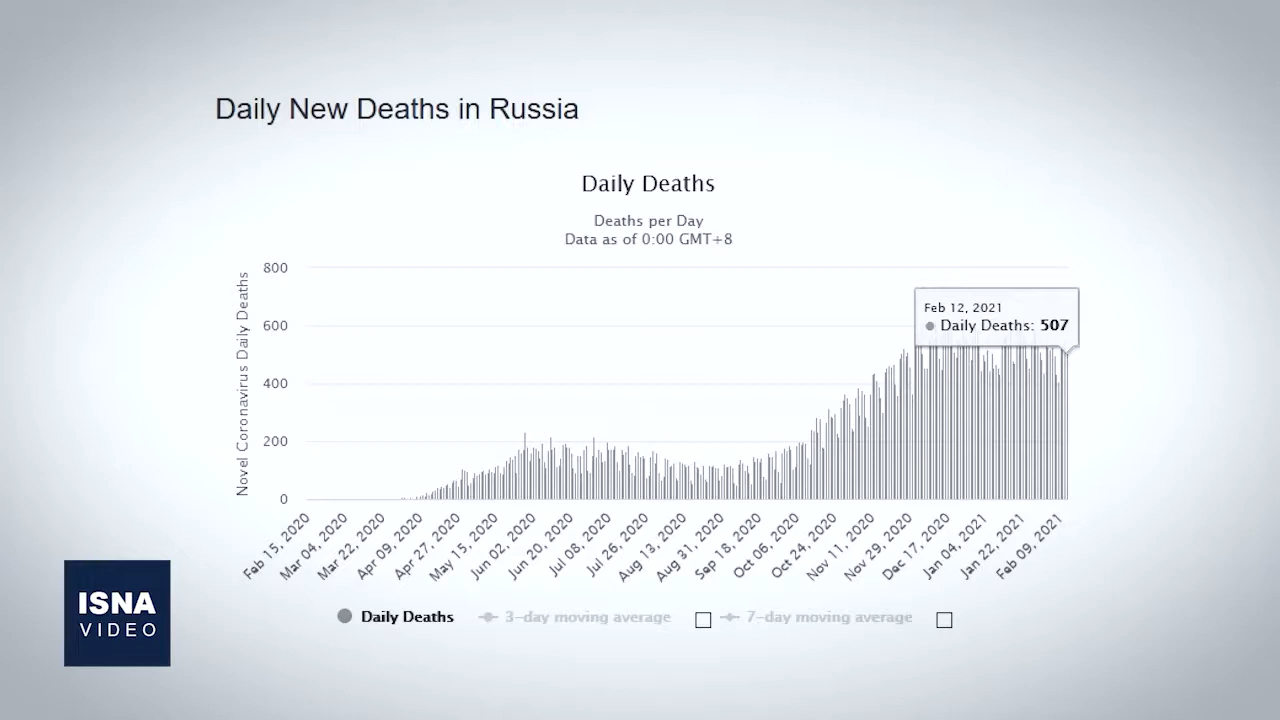 Daily New Deaths in Russia
Daily Deaths
Deaths per Day
Data as of 0:00 GMT+8
Novel Coronavirus Daily Deaths
800
600
400
200
0
Feb 12, 2021
Daily Deaths: 507
Feb 15, 2020
Mar 04, 2020
Mar 22, 2020
Apr 09, 2020
Apr 27, 2020
May 15, 2020
Jun 02, 2020
Jun 20, 2020
Jul 08, 2020
Jul 26, 2020
Aug 13, 2020
Aug 31, 2020
Sep 18, 2020
Oct 06, 2020
Oct 24, 2020
Nov 11, 2020
Nov 29, 2020
Dec 17, 2020
Jan 04, 2021
Jan 22, 2021
Feb 09, 2021
Daily Deaths 3-day moving average 7-day moving average
ISNA
VIDEO